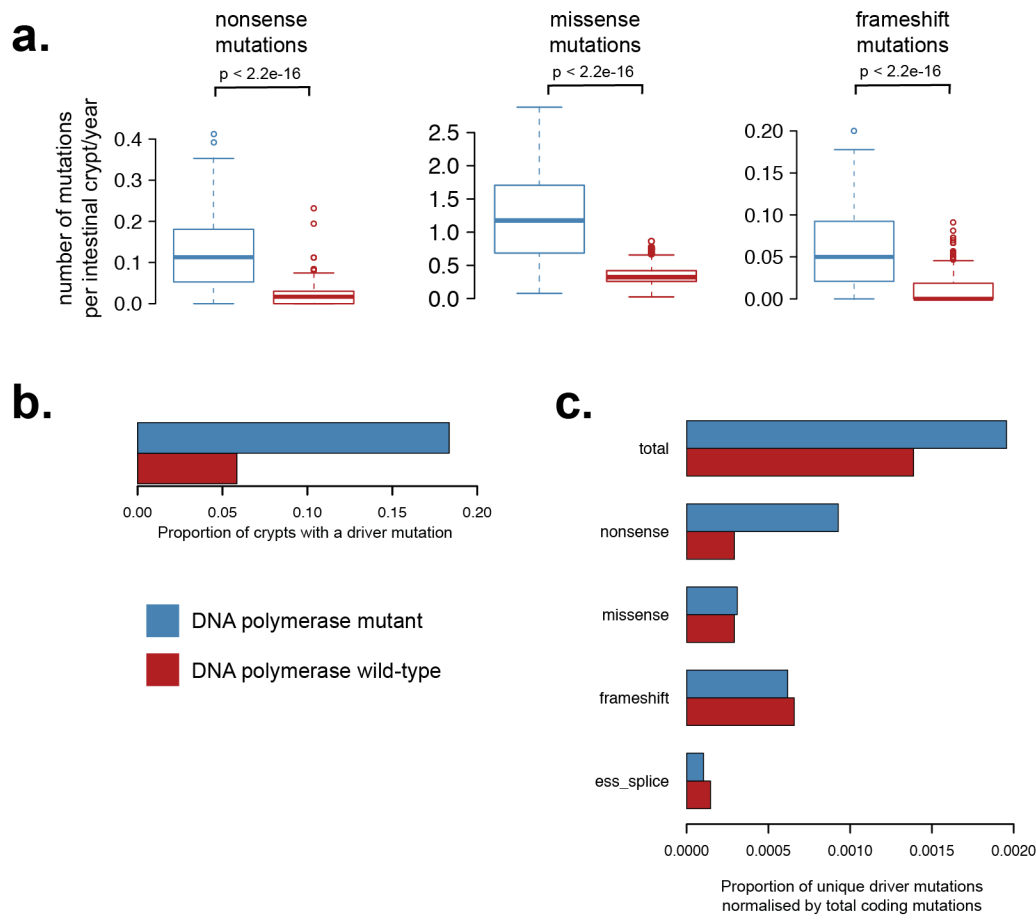 a.
nonsense
mutations
p < 2.2e-16
missense
mutations
p < 2.2e-16
frameshift
mutations
p < 2.2e-16
number of mutations
per intestinal crypt/year
0.4
0.3
0.2
0.1
0.0
2.5
2.0
1.5
1.0
0.5
0.0
0.20
0.15
0.10
0.05
0.00
b.
0.00 0.05 0.10 0.15 0.20
Proportion of crypts with a driver mutation
DNA polymerase mutant
DNA polymerase wild-type
c.
total
nonsense
missense
frameshift
ess_splice
0.0000 0.0005 0.0010 0.0015 0.0020
Proportion of unique driver mutations
normalised by total coding mutations